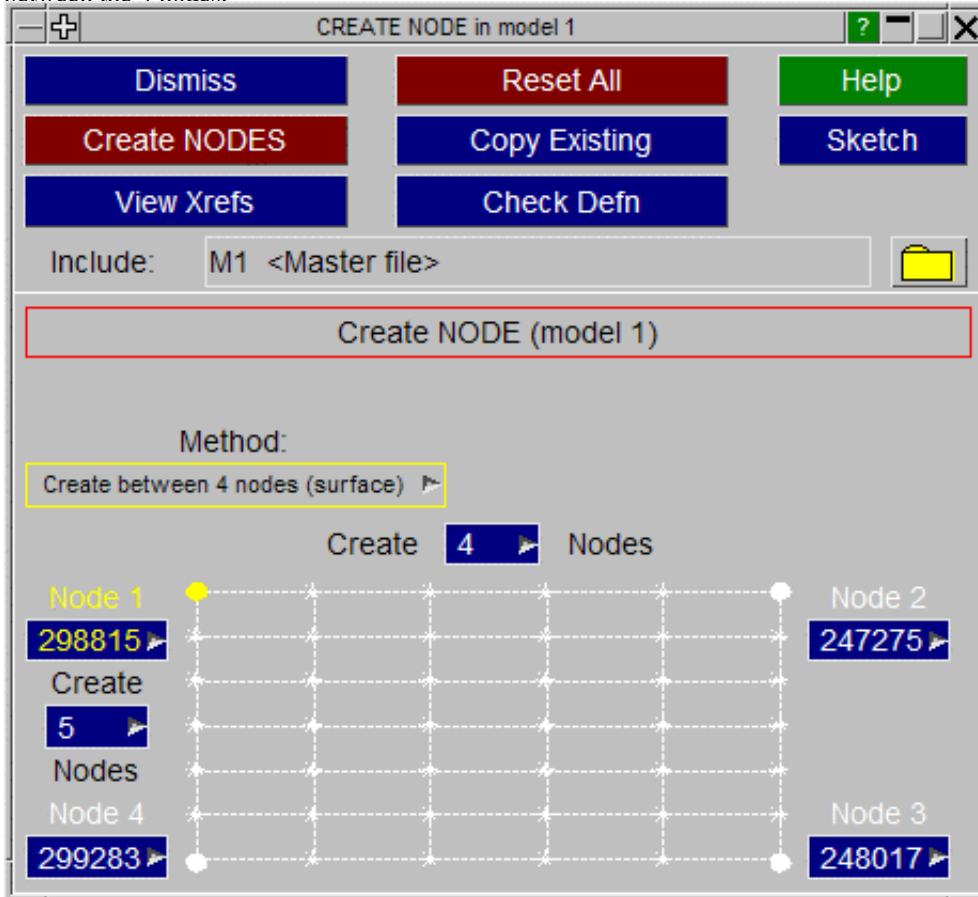 CREATE NODE in model 1 ?
Dismiss Reset All Help
Create NODES Copy Existing Sketch
View Xrefs Check Defn
Include: M1 <Master file>
Create NODE (model 1)
Method:
Create between 4 nodes (surface)
Create 4 Nodes
Node 1 Node 2
298815 247275
Create
5
Nodes
Node 4 Node 3
299283 248017